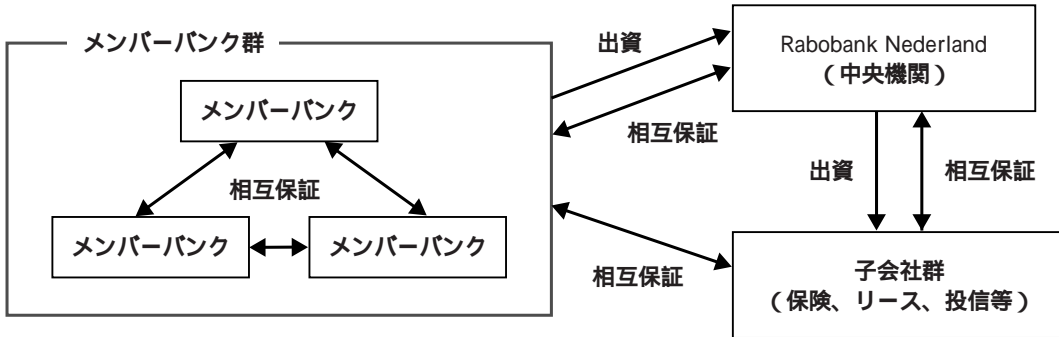 メンバーバンク群
メンバーバンク
相互保証
メンバーバンク
メンバーバンク
出資
相互保証
相互保証
Rabobank Nederland
（中央機関）
出資
相互保証
子会社群
（保険、リース、投信等）